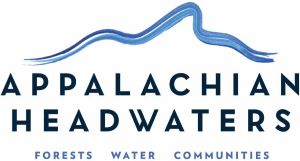 APPALACHIAN
HEADWATERS
FORESTS WATER COMMUNITIES